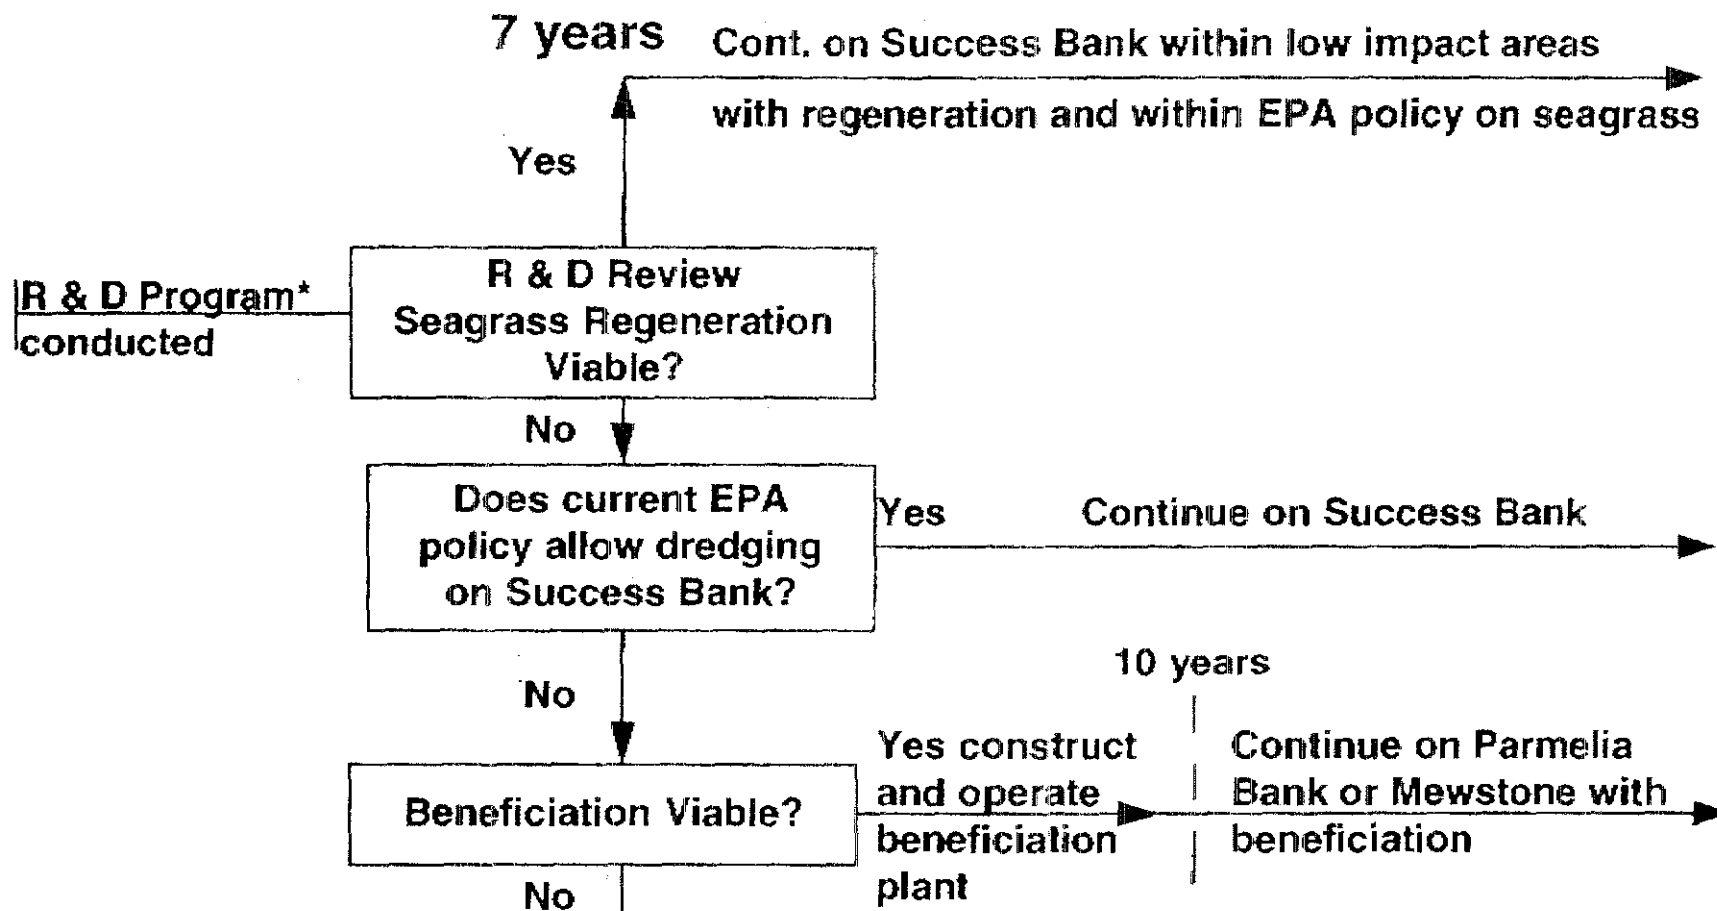 7 years
Cont. on Success Bank within low impact areas
with regeneration and within EPA policy on seagrass
Yes
R & D Program*
conducted
R & D Review
Seagrass Regeneration
Viable?
No
Does current EPA
policy allow dredging
on Success Bank?
Yes
Continue on Success Bank
No
10 years
Beneficiation Viable?
Yes construct
and operate
beneficiation
plant
Continue on Parmelia
Bank or Mewstone with
beneficiation
No